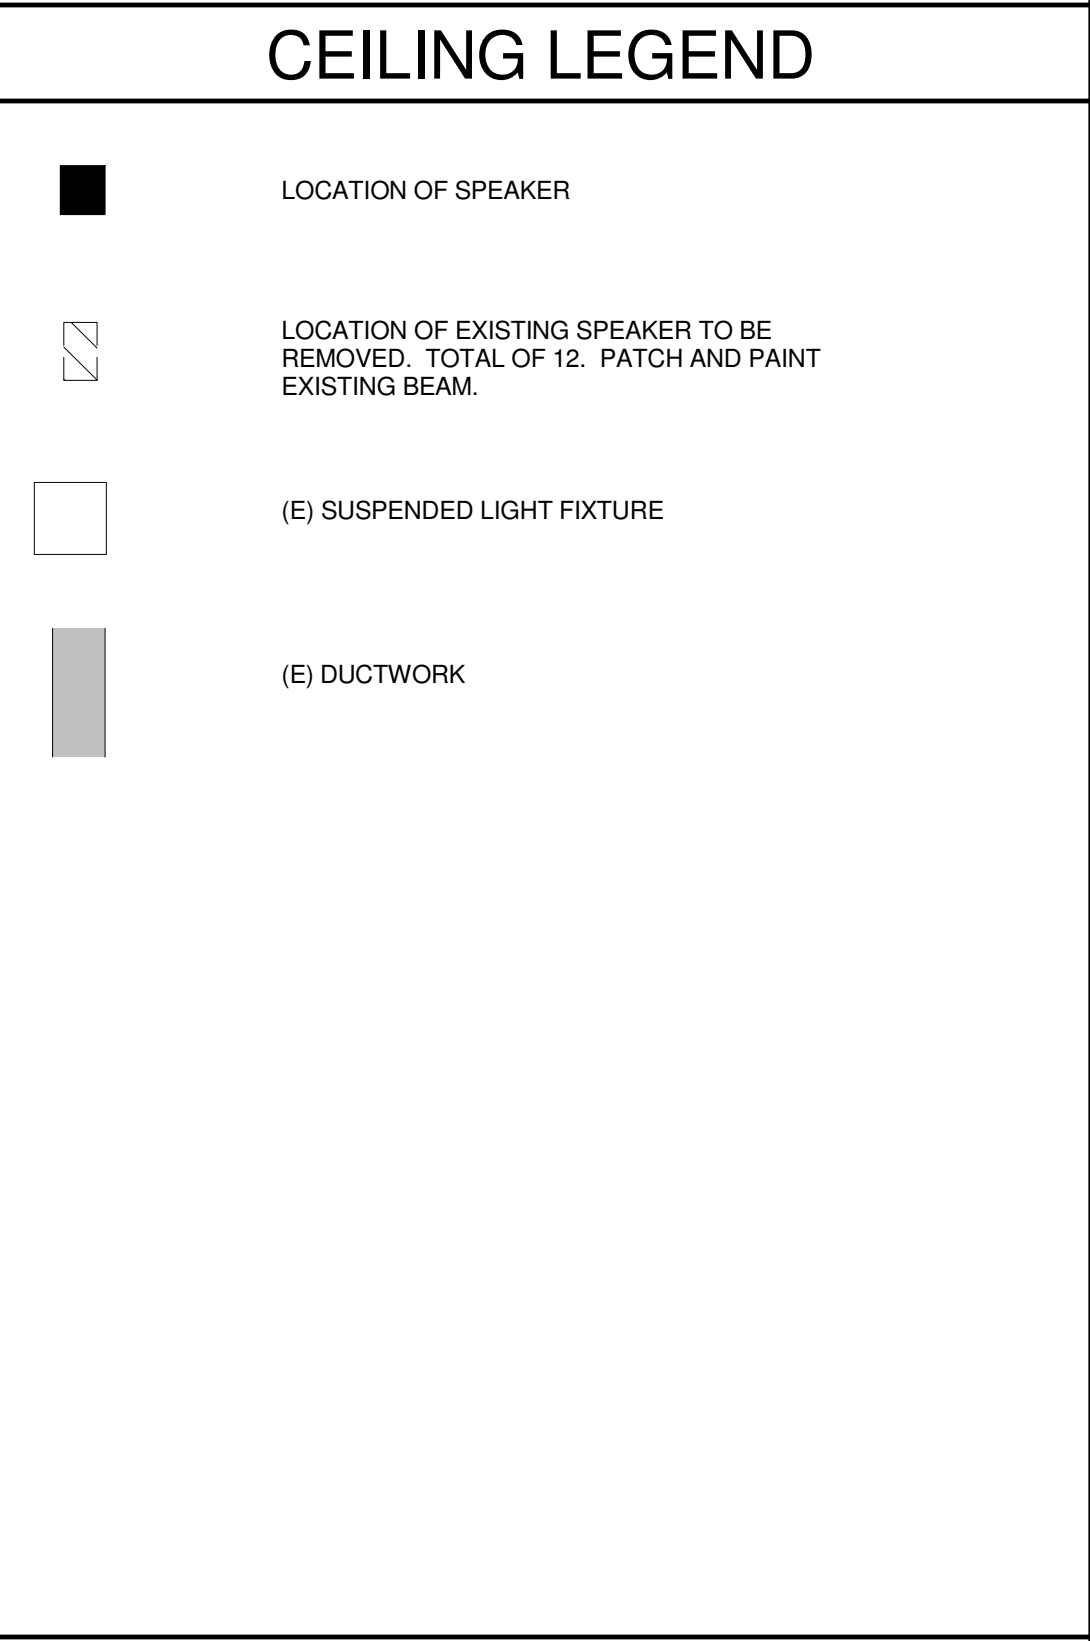 CEILING LEGEND
LOCATION OF SPEAKER
LOCATION OF EXISTING SPEAKER TO BE
REMOVED.  TOTAL OF 12.  PATCH AND PAINT
EXISTING BEAM.
(E) SUSPENDED LIGHT FIXTURE
(E) DUCTWORK